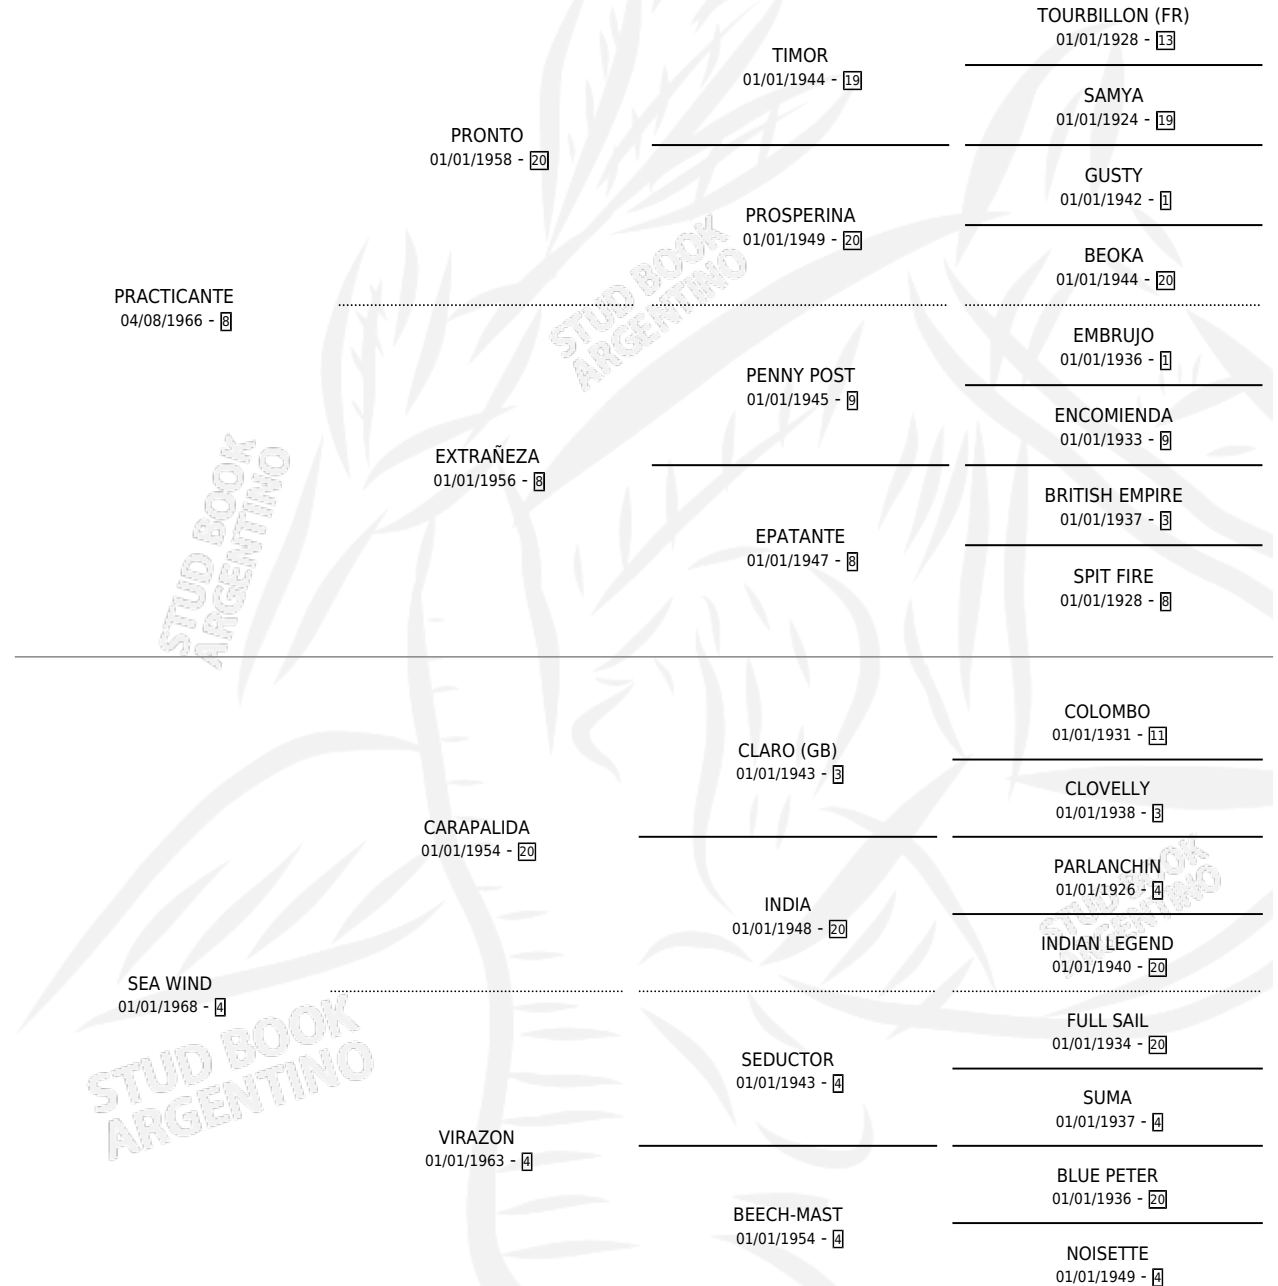 TOURBILLON (FR)
01/01/1928 - 13
TIMOR
01/01/1944 - 19
SAMYA
01/01/1924 - 19
PRONTO
01/01/1958 - 20
GUSTY
01/01/1942 - 1
PROSPERINA
01/01/1949 - 20
BEOKA
01/01/1944 - 20
PRACTICANTE
04/08/1966 - 8
EMBRUJO
01/01/1936 - 1
PENNY POST
01/01/1945 - 9
ENCOMIENDA
01/01/1933 - 9
EXTRAÑEZA
01/01/1956 - 8
BRITISH EMPIRE
01/01/1937 - 3
EPATANTE
01/01/1947 - 8
SPIT FIRE
01/01/1928 - 8
STUD BOOK
ARGENTINO
STUD BOOK
ARGENTINO
COLOMBO
01/01/1931 - 11
CLARO (GB)
01/01/1943 - 3
CLOVELLY
01/01/1938 - 3
CARAPALIDA
01/01/1954 - 20
PARLANCHIN
01/01/1926 - 4
INDIA
01/01/1948 - 20
INDIAN LEGEND
01/01/1940 - 20
SEA WIND
01/01/1968 - 4
FULL SAIL
01/01/1934 - 20
SEDUCTOR
01/01/1943 - 4
SUMA
01/01/1937 - 4
VIRAZON
01/01/1963 - 4
BLUE PETER
01/01/1936 - 20
BEECH-MAST
01/01/1954 - 4
NOISETTE
01/01/1949 - 4
STUD BOOK
ARGENTINO
STUD BOOK
ARGENTINO